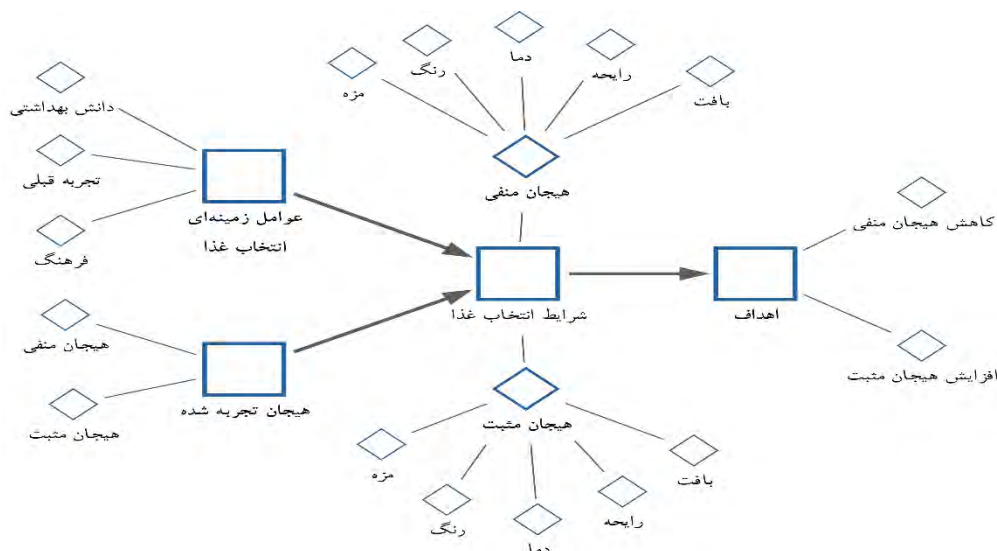 دما
رنگ
رایحه
مزه
بافت
هیجان منفی
دانش بهداشتی
تجربه قبلی
فرهنگ
عوامل زمینه‌ای
انتخاب غذا
هیجان منفی
هیجان مثبت
هیجان تجربه شده
شرایط انتخاب غذا
کاهش هیجان منفی
اهداف
افزایش هیجان مثبت
هیجان مثبت
مزه
رنگ
دما
رایحه
بافت